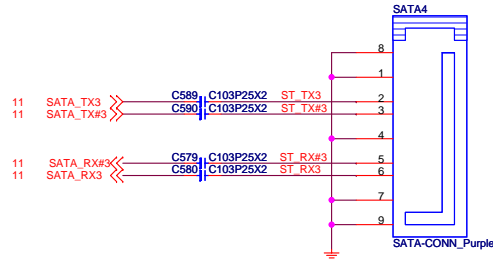 SATA4
8
1
11 SATA_TX3 C589 C103P25X2 ST_TX3 2
11 SATA_TX#3 C590 C103P25X2 ST_TX#3 3
4
11 SATA_RX#3 C579 C103P25X2 ST_RX#3 5
11 SATA_RX3 C580 C103P25X2 ST_RX3 6
7
9
SATA-CONN_Purple